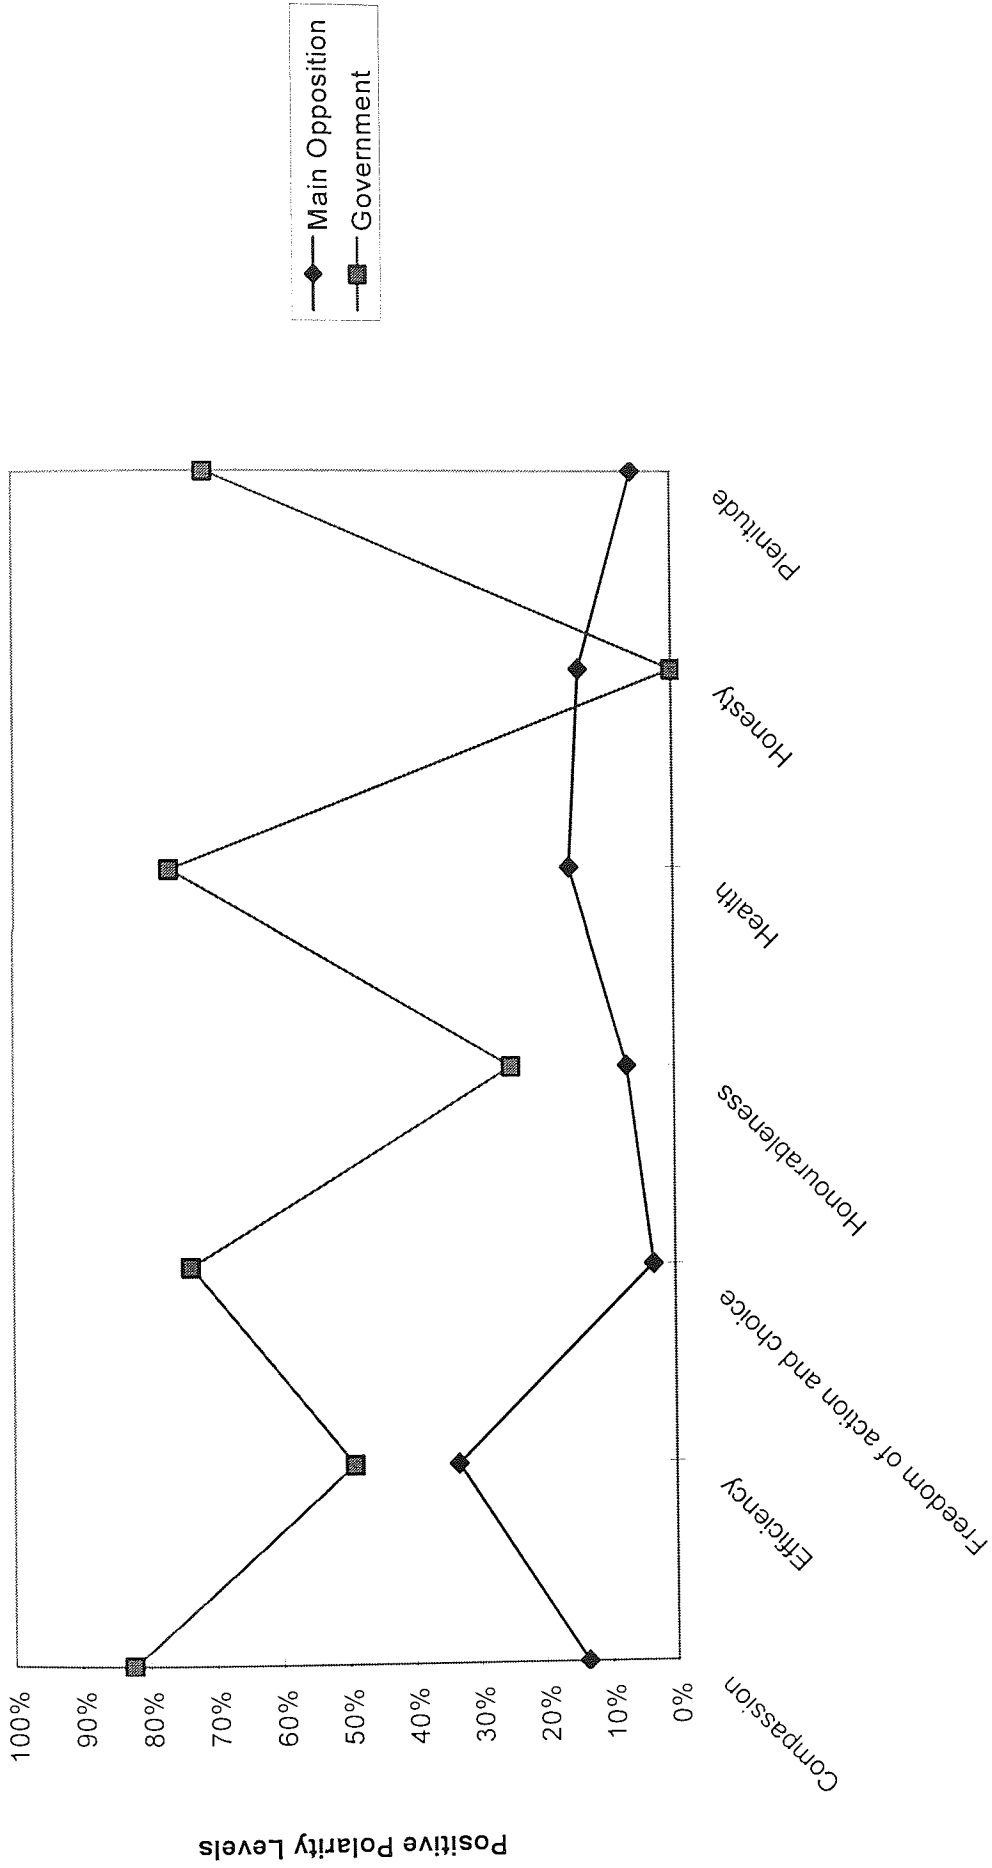 Positive Polarity Levels
100%
90%
80%
70%
60%
50%
40%
30%
20%
10%
0%
Compassion
Efficiency
Freedom of action and choice
Honourableness
Health
Honesty
Plenitude
Main Opposition
Government